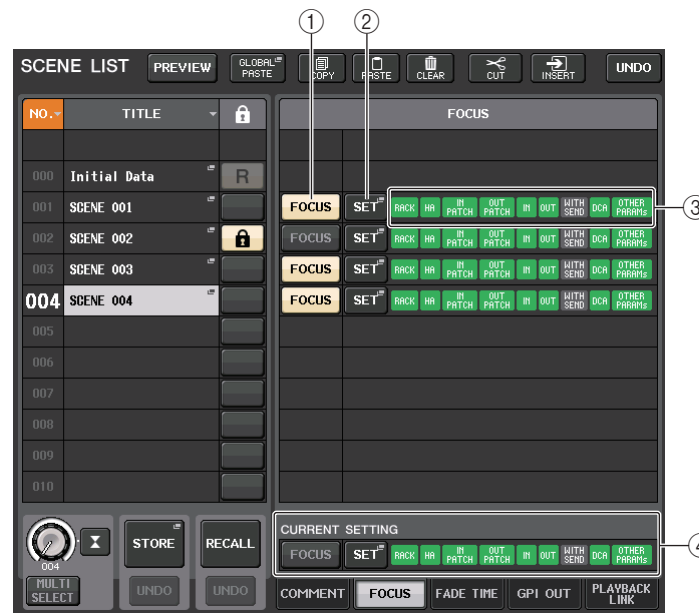 ① ②
SCENE LIST PREVIEW GLOBAL PASTE COPY PASTE CLEAR CUT INSERT UNDO
NO. TITLE FOCUS
000 Initial Data R
001 SCENE 001 FOCUS SET RACK HA IN PATCH OUT PATCH IN OUT WITH SEND DCA OTHER PARAMs ③
002 SCENE 002 FOCUS SET RACK HA IN PATCH OUT PATCH IN OUT WITH SEND DCA OTHER PARAMs
003 SCENE 003 FOCUS SET RACK HA IN PATCH OUT PATCH IN OUT WITH SEND DCA OTHER PARAMs
004 SCENE 004 FOCUS SET RACK HA IN PATCH OUT PATCH IN OUT WITH SEND DCA OTHER PARAMs
005
006
007
008
009
010
CURRENT SETTING
004 STORE RECALL FOCUS SET RACK HA IN PATCH OUT PATCH IN OUT WITH SEND DCA OTHER PARAMs ④
MULTI SELECT UNDO UNDO COMMENT FOCUS FADE TIME GPI OUT PLAYBACK LINK